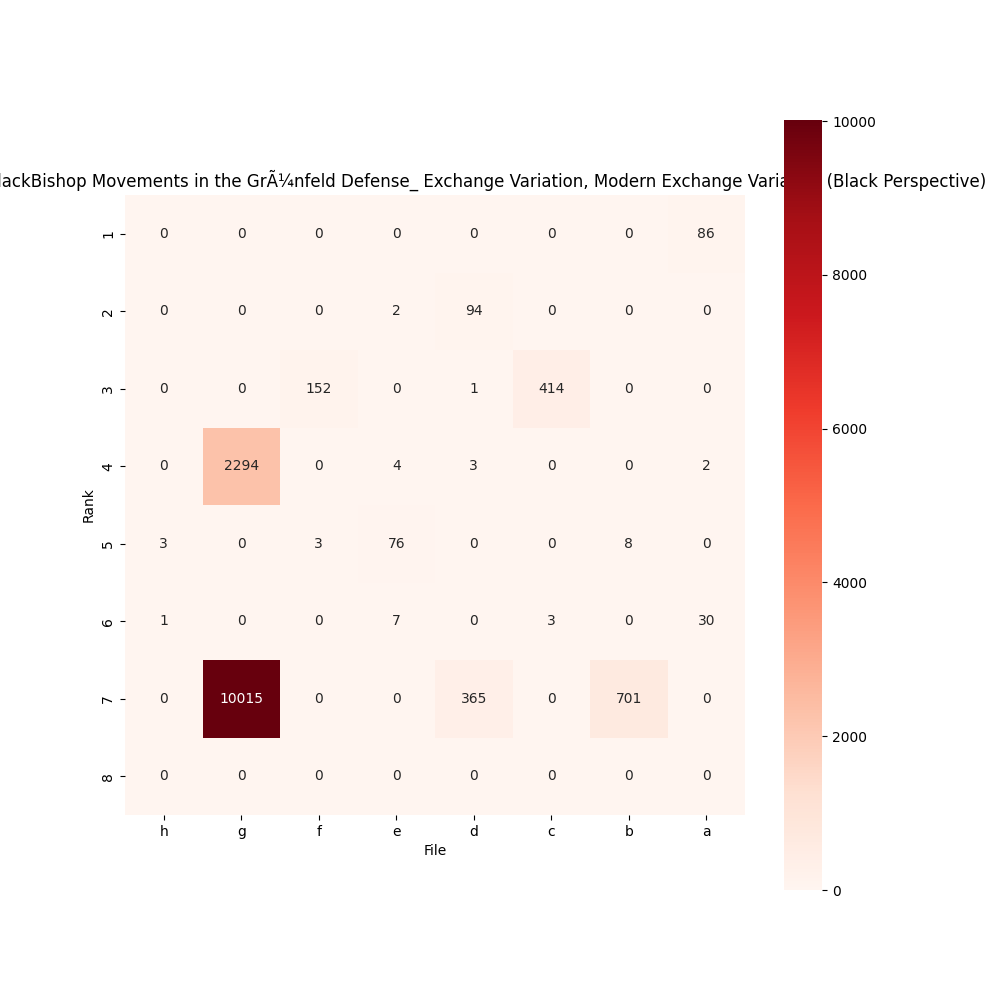 lackBishop Movements in the GrÃ¼nfeld Defense_ Exchange Variation, Modern Exchange Varia (Black Perspective)
10000
8000
6000
4000
2000
0
Rank
1 0 0 0 0 0 0 0 86
2 0 0 0 2 94 0 0 0
3 0 0 152 0 1 414 0 0
4 0 2294 0 4 3 0 0 2
5 3 0 3 76 0 0 8 0
6 1 0 0 7 0 3 0 30
7 0 10015 0 0 365 0 701 0
8 0 0 0 0 0 0 0 0
h g f e d c b a
File